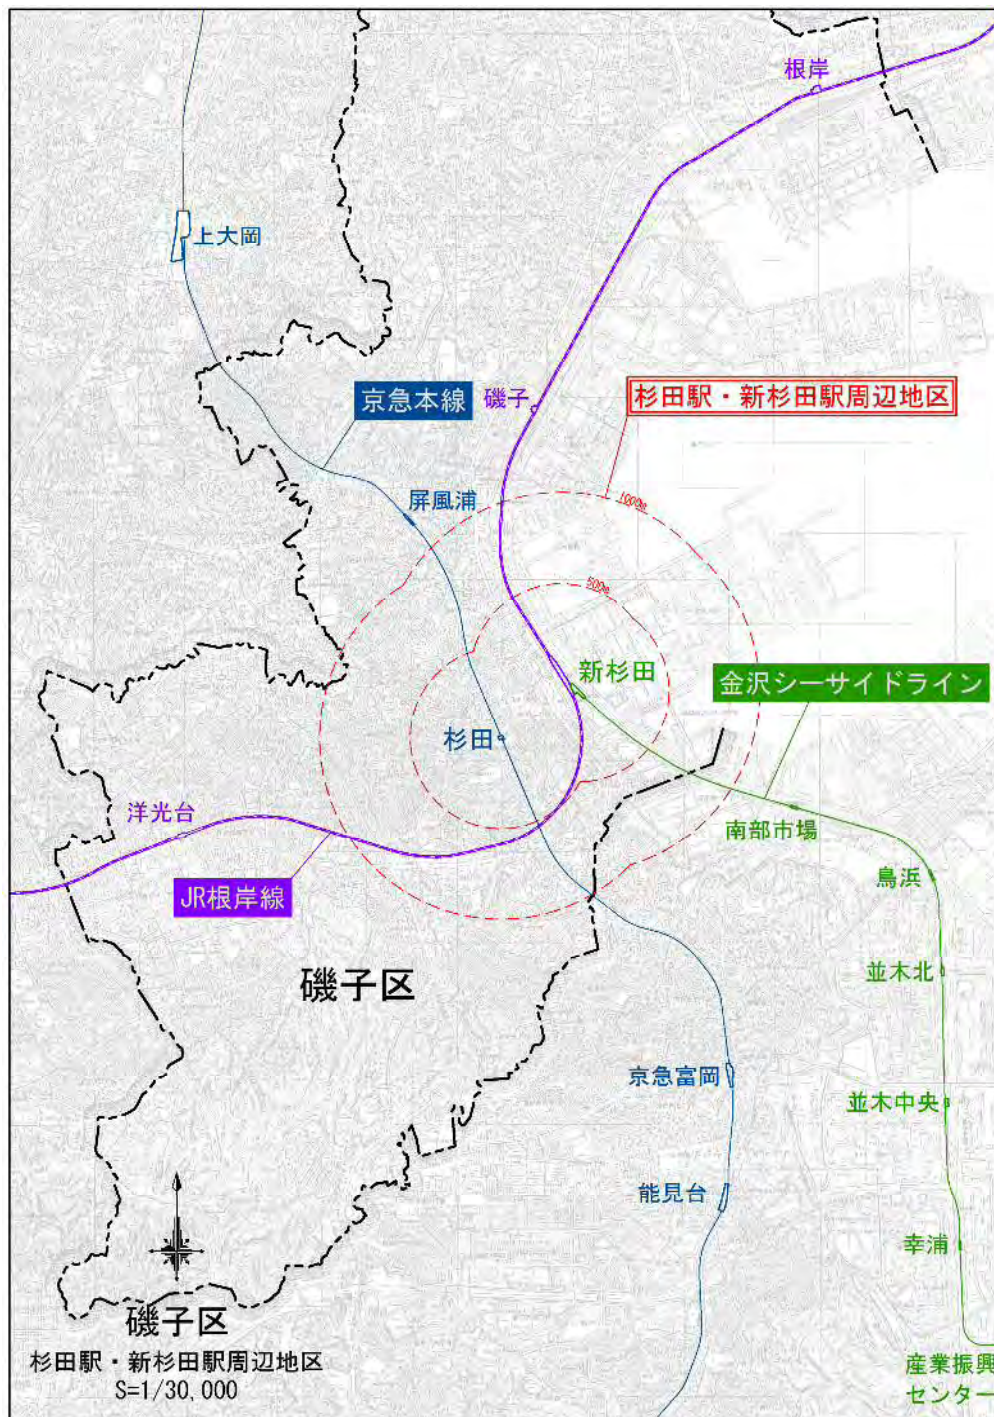 根岸
上大岡
京急本線
磯子
杉田駅・新杉田駅周辺地区
屏風浦
1000m
500m
新杉田
金沢シーサイドライン
杉田
洋光台
南部市場
JR根岸線
鳥浜
磯子区
並木北
京急富岡
並木中央
能見台
幸浦
磯子区
杉田駅・新杉田駅周辺地区
S=1/30,000
産業振興
センター